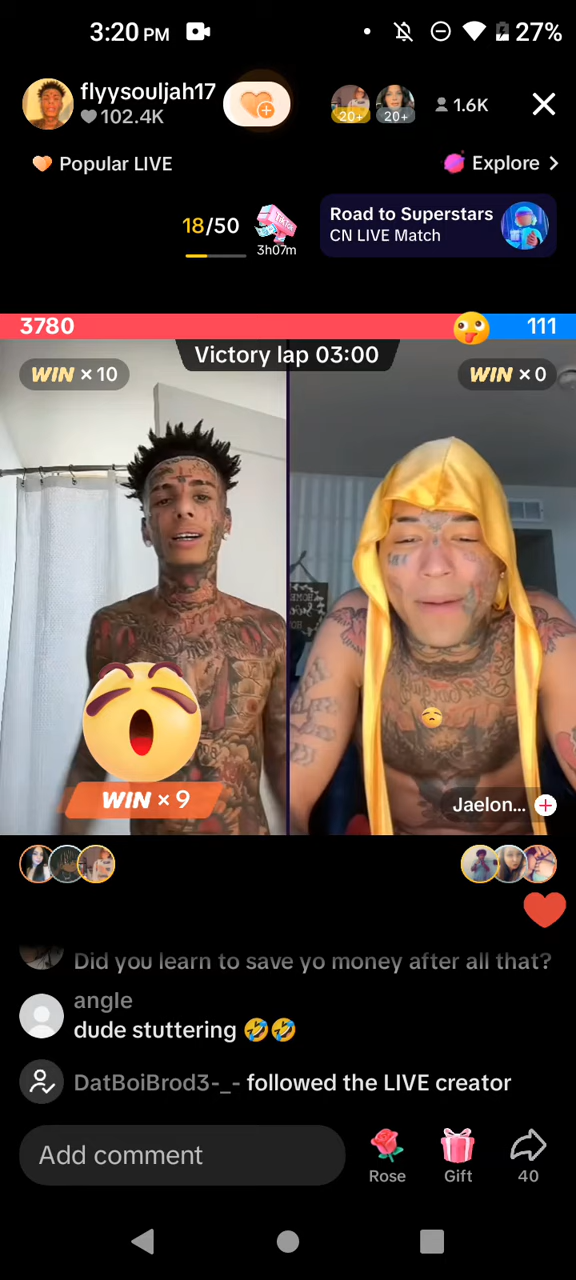 3:20 PM
27%
flyysouljah17
102.4K
20+
20+
1.6K
Popular LIVE
Explore >
18/50
TikTok
3h07m
Road to Superstars
CN LIVE Match
3780
111
Victory lap 03:00
WIN × 10
WIN × 0
HOME
WIN × 9
Jaelon...
Did you learn to save yo money after all that?
angle
dude stuttering 🤣🤣
DatBoiBrod3-_- followed the LIVE creator
Add comment
Rose
Gift
40